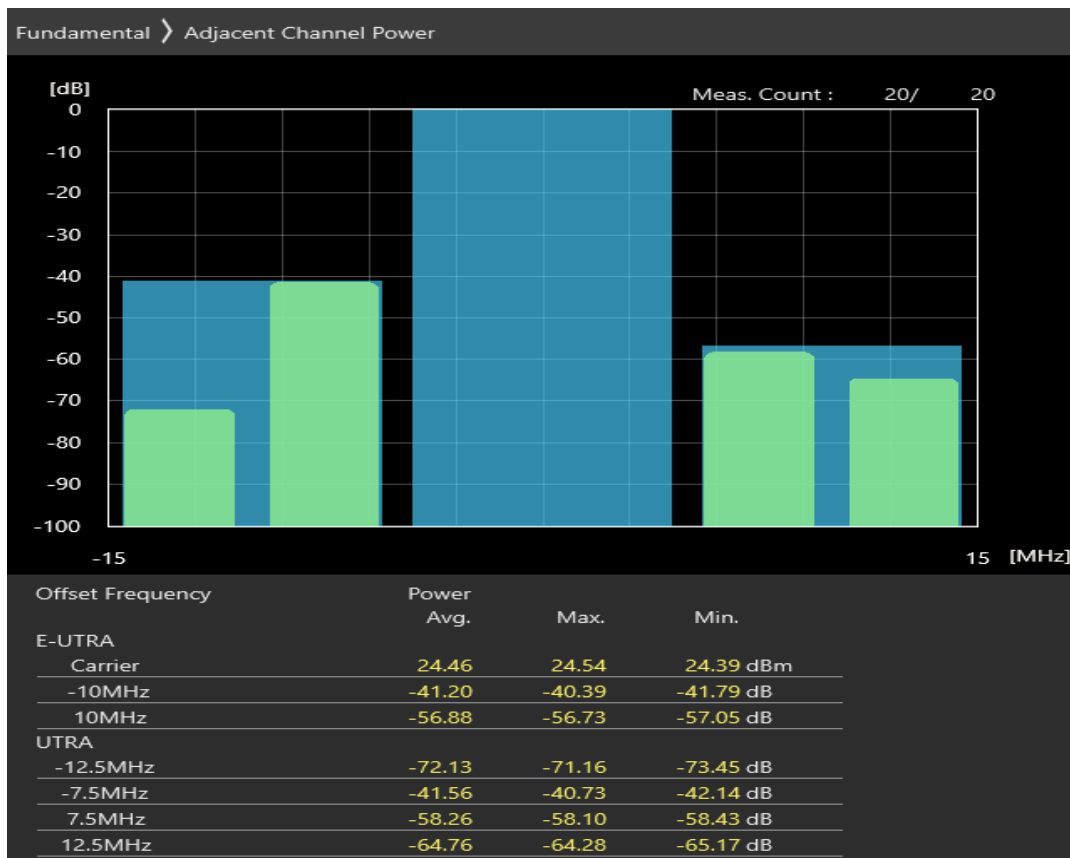 Fundamental 〉 Adjacent Channel Power
[dB]
Meas. Count : 20/ 20
0
-10
-20
-30
-40
-50
-60
-70
-80
-90
-100
-15 15 [MHz]
Offset Frequency Power
Avg. Max. Min.
E-UTRA
Carrier 24.46 24.54 24.39 dBm
-10MHz -41.20 -40.39 -41.79 dB
10MHz -56.88 -56.73 -57.05 dB
UTRA
-12.5MHz -72.13 -71.16 -73.45 dB
-7.5MHz -41.56 -40.73 -42.14 dB
7.5MHz -58.26 -58.10 -58.43 dB
12.5MHz -64.76 -64.28 -65.17 dB